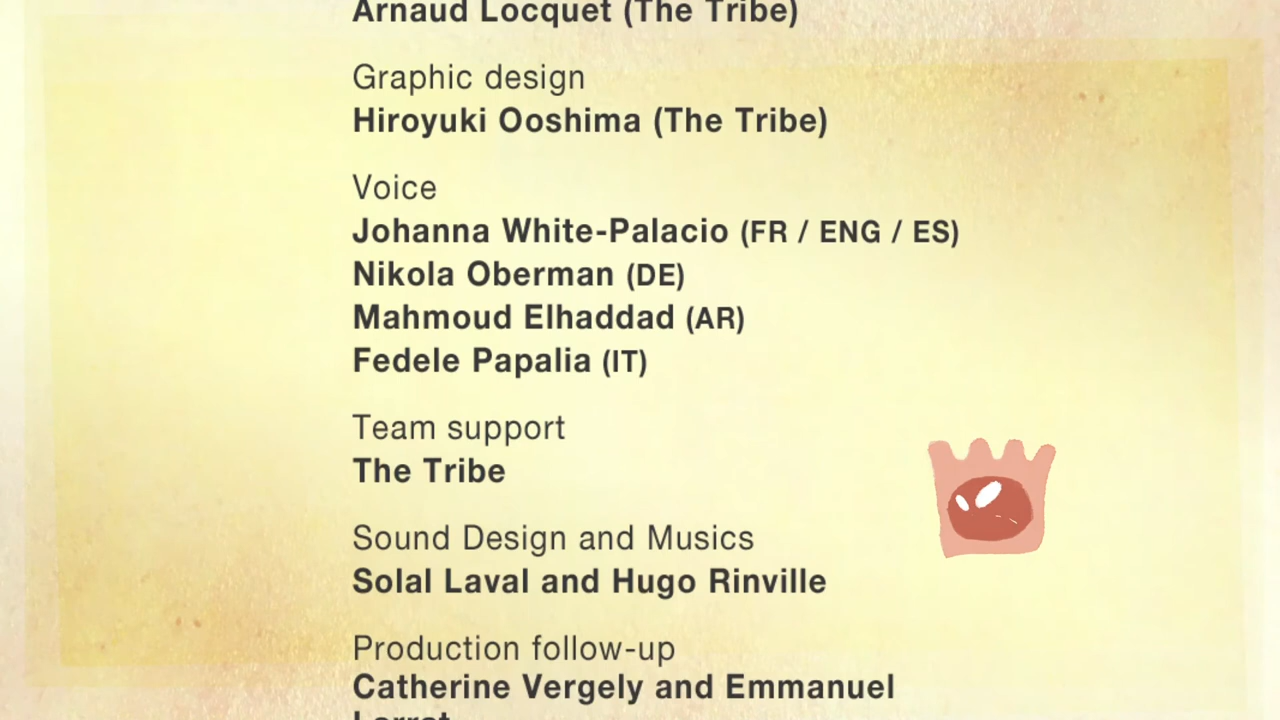 Arnaud Locquet (The Tribe)
Graphic design
Hiroyuki Ooshima (The Tribe)
Voice
Johanna White-Palacio (FR / ENG / ES)
Nikola Oberman (DE)
Mahmoud Elhaddad (AR)
Fedele Papalia (IT)
Team support
The Tribe
Sound Design and Musics
Solal Laval and Hugo Rinville
Production follow-up
Catherine Vergely and Emmanuel